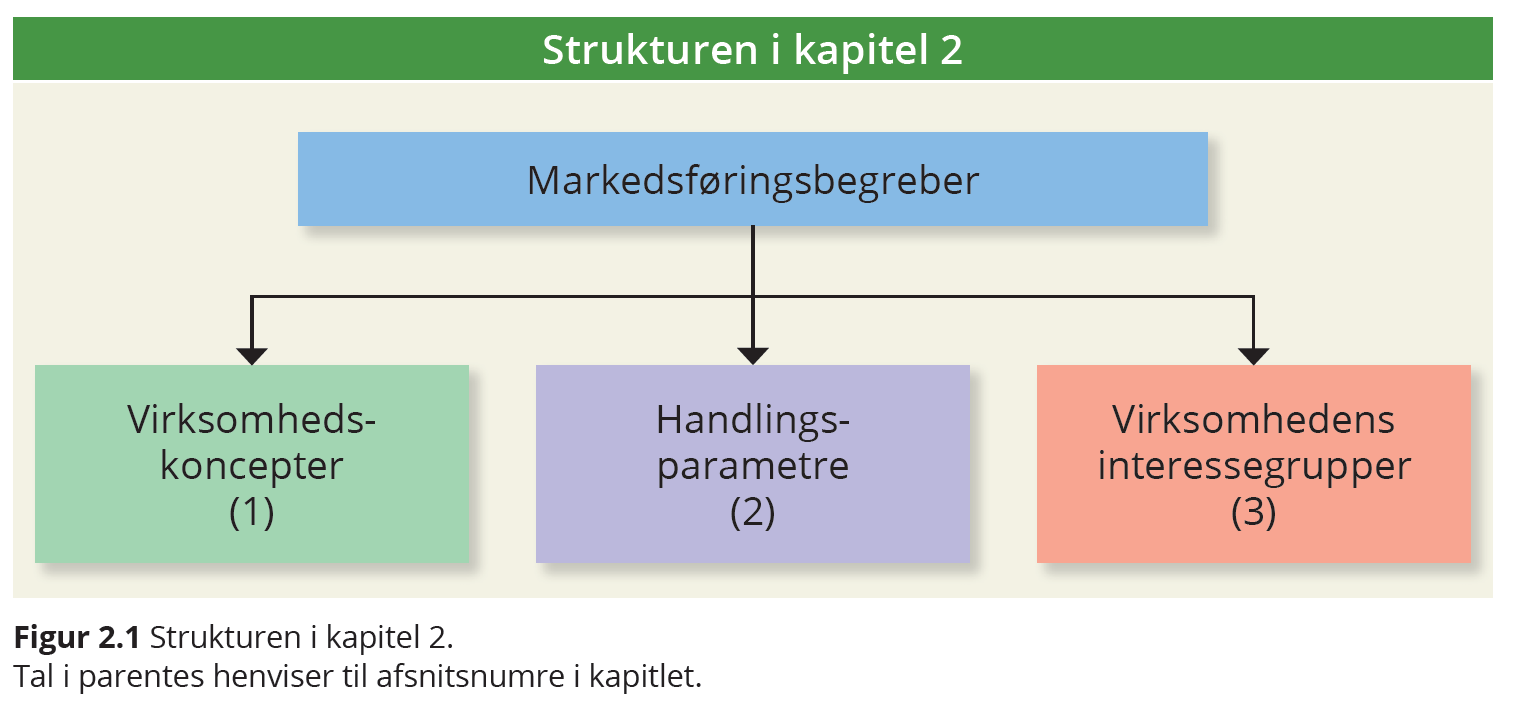 Strukturen i kapitel 2
Markedsføringsbegreber
Virksomheds-
koncepter
(1)
Handlings-
parametre
(2)
Virksomhedens
interessegrupper
(3)
Figur 2.1 Strukturen i kapitel 2.
Tal i parentes henviser til afsnitsnumre i kapitlet.